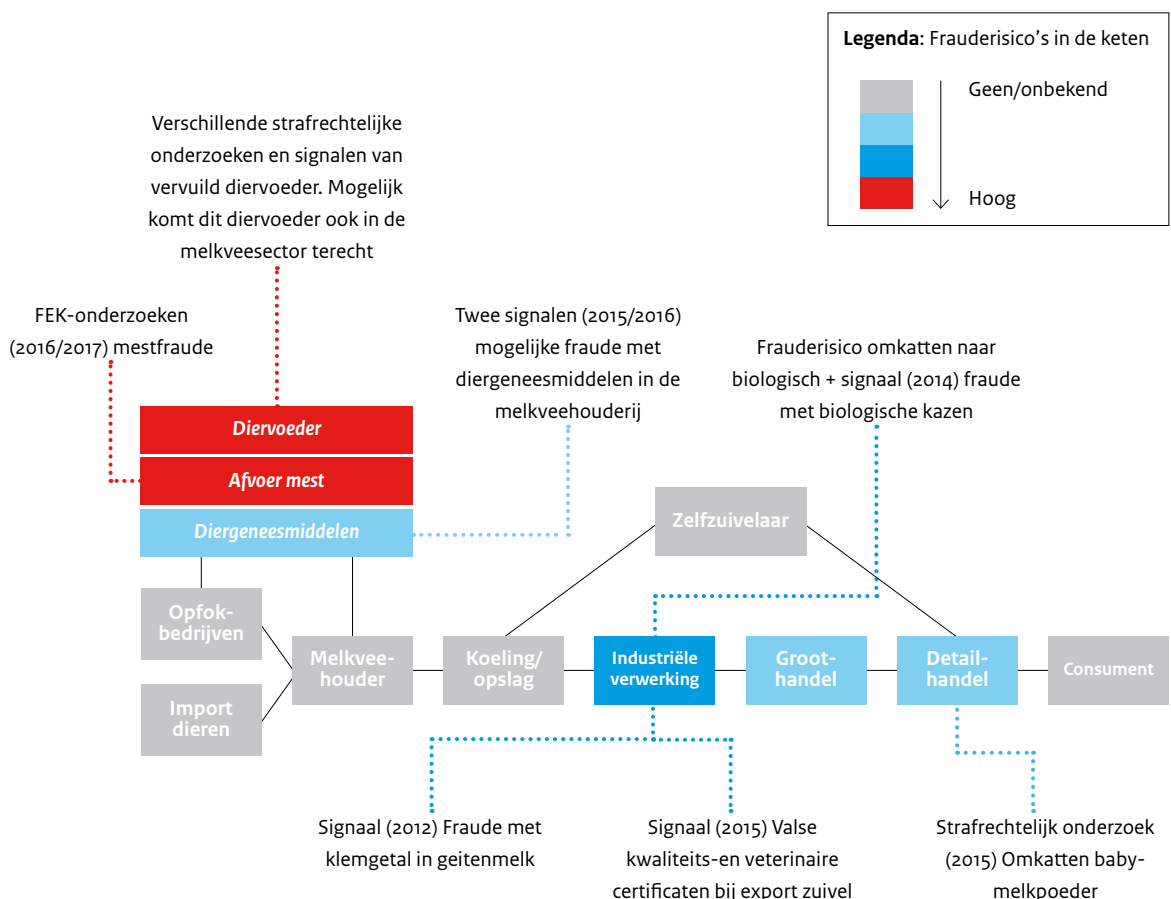 Legenda: Frauderisico's in de keten
Geen/onbekend
Hoog
Verschillende strafrechtelijke
onderzoeken en signalen van
vervuild diervoeder. Mogelijk
komt dit diervoeder ook in de
melkveesector terecht
FEK-onderzoeken
(2016/2017) mestfraude
Twee signalen (2015/2016)
mogelijke fraude met
diergeneesmiddelen in de
melkveehouderij
Frauderisico omkatten naar
biologisch + signaal (2014) fraude
met biologische kazen
Diervoeder
Afvoer mest
Diergeneesmiddelen
Zelfzuivelaar
Opfok-
bedrijven
Import
dieren
Melkvee-
houder
Koeling/
opslag
Industriële
verwerking
Groot-
handel
Detail-
handel
Consument
Signaal (2012) Fraude met
klemgetal in geitenmelk
Signaal (2015) Valse
kwaliteits-en veterinaire
certificaten bij export zuivel
Strafrechtelijk onderzoek
(2015) Omkatten baby-
melkpoeder